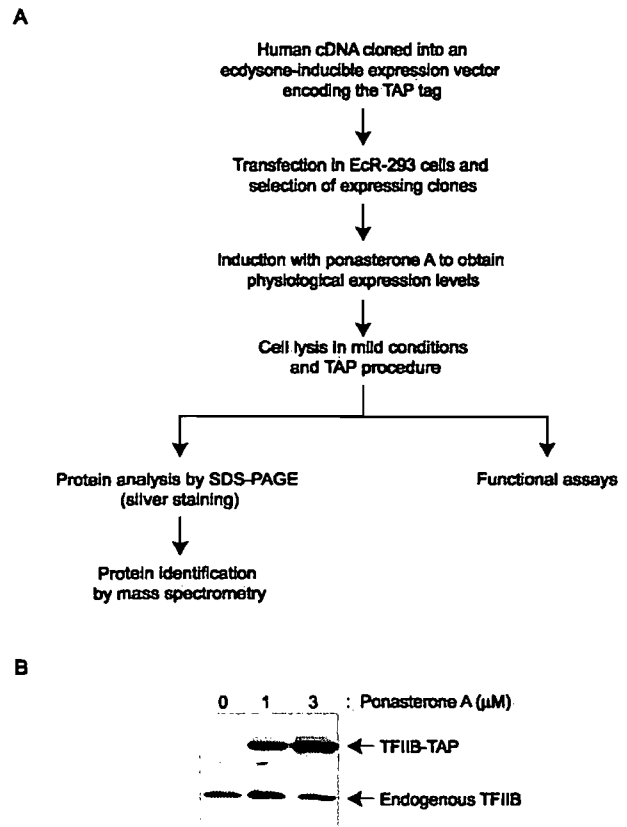 A
Human cDNA cloned into an
ecdysone-inducible expression vector
encoding the TAP tag
Transfection in EcR-293 cells and
selection of expressing clones
Induction with ponasterone A to obtain
physiological expression levels
Cell lysis in mild conditions
and TAP procedure
Protein analysis by SDS-PAGE
(silver staining)
Functional assays
Protein identification
by mass spectrometry
B
0 1 3 : Ponasterone A (μM)
TFIIB-TAP
Endogenous TFIIB